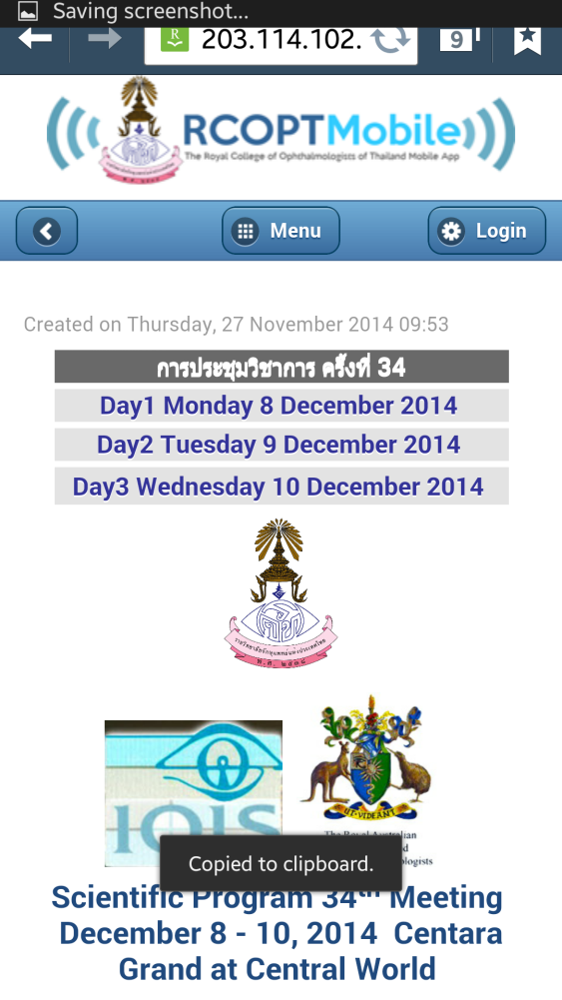 Saving screenshot...
203.114.102.
9
RCOPTMobile
The Royal College of Ophthalmologists of Thailand Mobile App
Menu
Login
Created on Thursday, 27 November 2014 09:53
การประชุมวิชาการ ครั้งที่ 34
Day1 Monday 8 December 2014
Day2 Tuesday 9 December 2014
Day3 Wednesday 10 December 2014
ราชวิทยาลัยจักษุแพทย์แห่งประเทศไทย
พ.ศ. ๒๕๓๘
UT VIDEANT
The Royal Australian
Copied to clipboard.
Scientific Program 34th Meeting
December 8 - 10, 2014 Centara
Grand at Central World